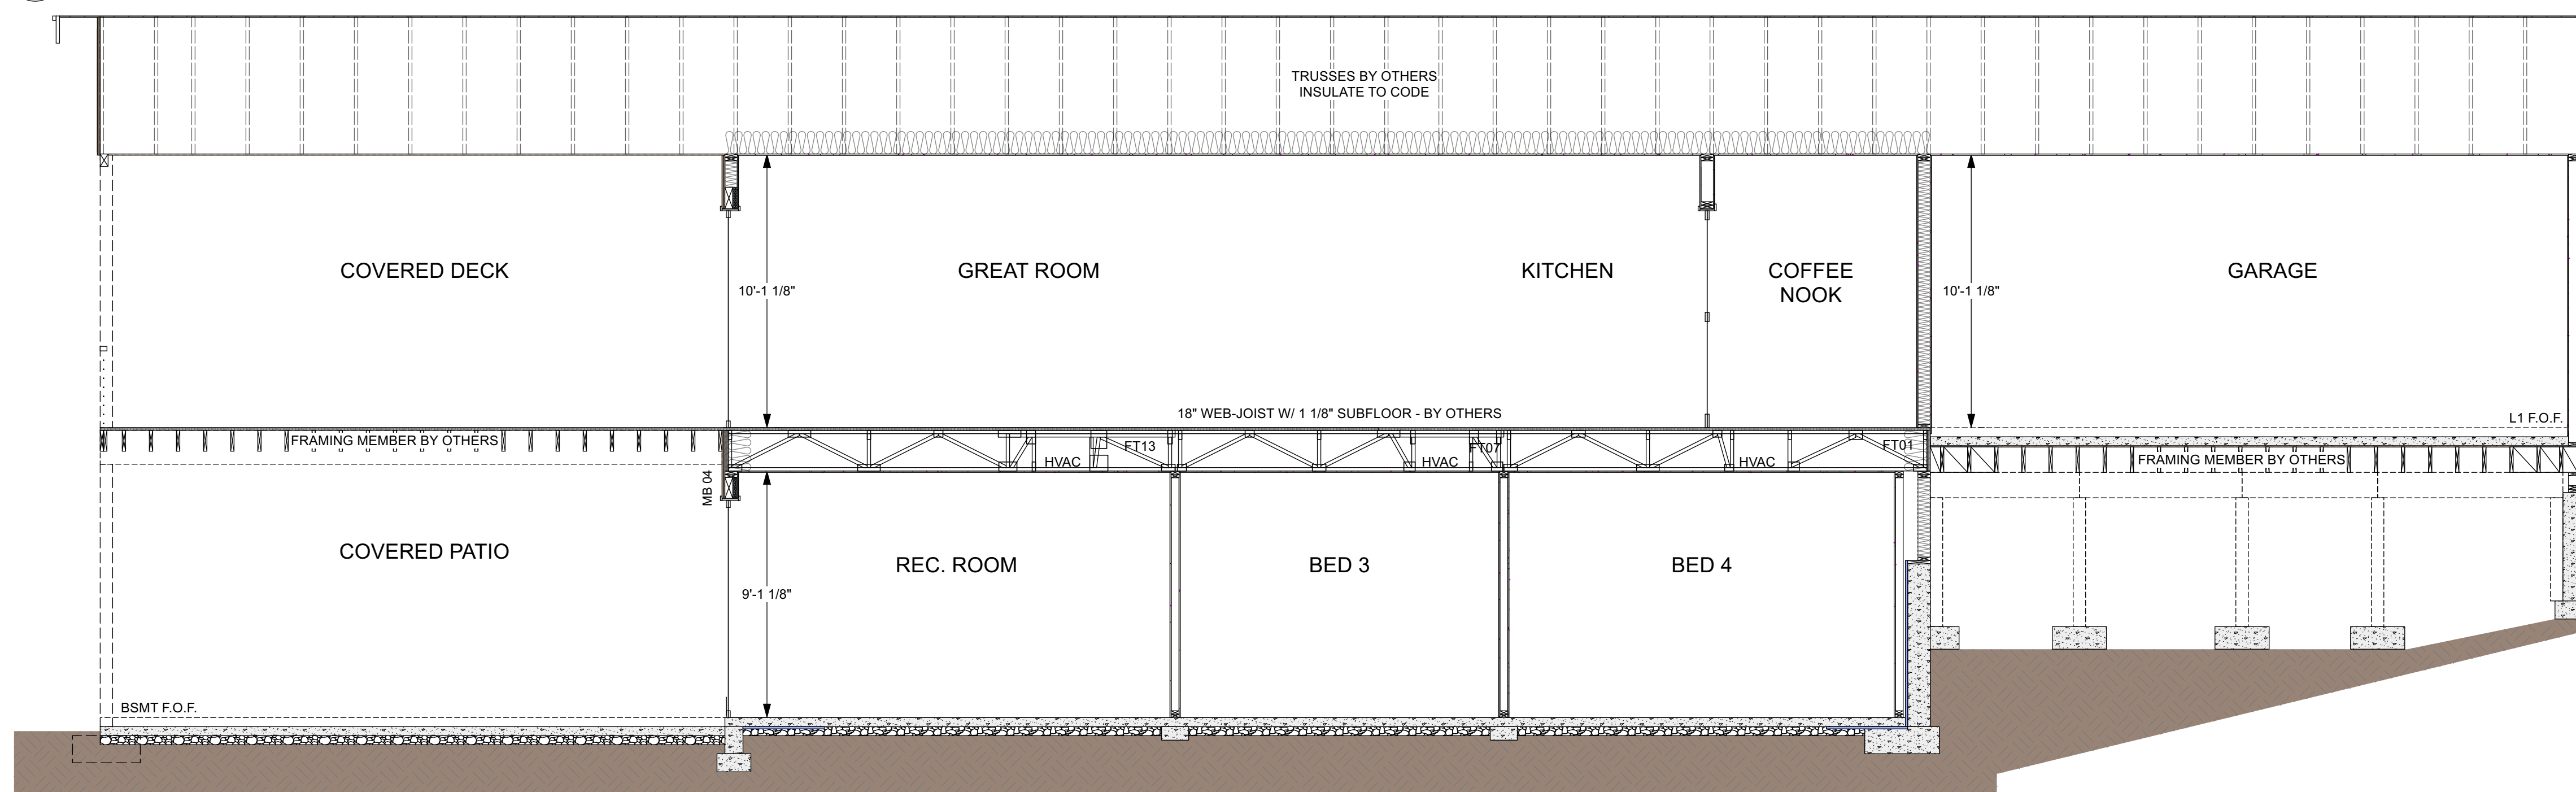 TRUSSES BY OTHERS
INSULATE TO CODE
COVERED DECK
GREAT ROOM
KITCHEN
COFFEE
NOOK
GARAGE
10'-1 1/8"
10'-1 1/8"
18" WEB-JOIST W/ 1 1/8" SUBFLOOR - BY OTHERS
L1 F.O.F.
FRAMING MEMBER BY OTHERS
FT13
FT07
FT01
HVAC
HVAC
HVAC
FRAMING MEMBER BY OTHERS
MB 04
COVERED PATIO
REC. ROOM
BED 3
BED 4
9'-1 1/8"
BSMT F.O.F.